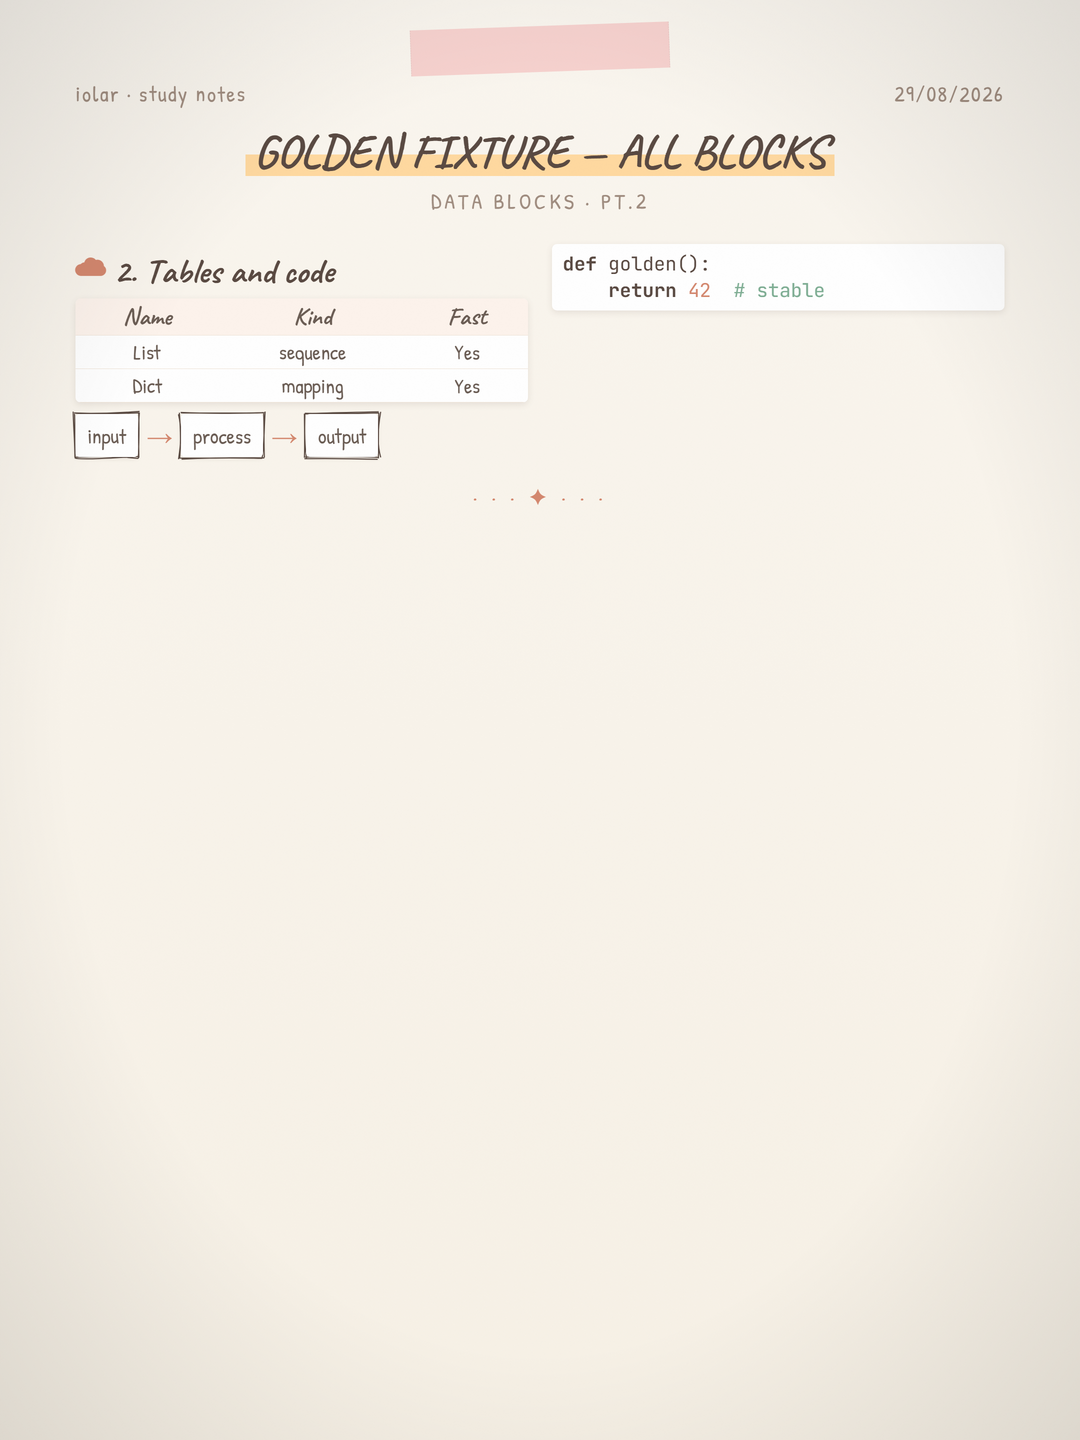 iolar · study notes
29/08/2026
GOLDEN FIXTURE — ALL BLOCKS
DATA BLOCKS · PT.2
2. Tables and code
Name Kind Fast
List sequence Yes
Dict mapping Yes
input → process → output
def golden():
    return 42  # stable
· · · ✦ · · ·